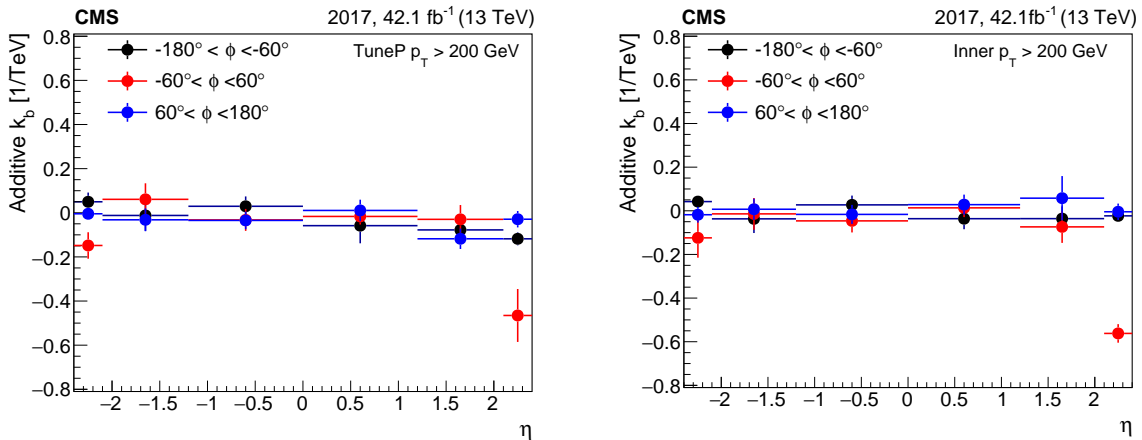 CMS 2017, 42.1 fb-1 (13 TeV)
TuneP pT > 200 GeV
-180° < ϕ <-60°
-60°< ϕ <60°
60°< ϕ <180°
Additive kb [1/TeV]
0.8
0.6
0.4
0.2
0
−0.2
−0.4
−0.6
−0.8
−2 −1.5 −1 −0.5 0 0.5 1 1.5 2
η
CMS 2017, 42.1fb-1 (13 TeV)
Inner pT > 200 GeV
-180° < ϕ <-60°
-60°< ϕ <60°
60°< ϕ <180°
Additive kb [1/TeV]
0.8
0.6
0.4
0.2
0
−0.2
−0.4
−0.6
−0.8
−2 −1.5 −1 −0.5 0 0.5 1 1.5 2
η